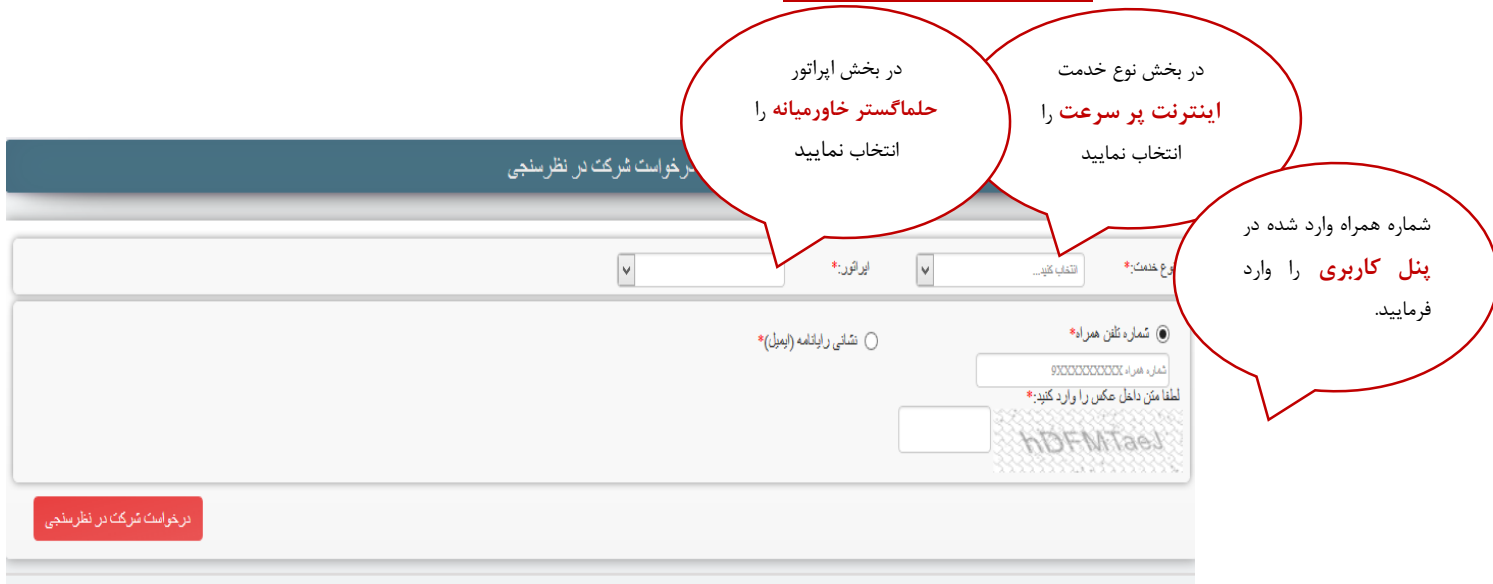 در بخش نوع خدمت
اینترنت پر سرعت را
انتخاب نمایید
در بخش اپراتور
حلماگستر خاورمیانه را
انتخاب نمایید
شماره همراه وارد شده در
پنل کاربری را وارد
فرمایید.
درخواست شرکت در نظرسنجی
نوع خدمت:* انتخاب کنید... اپراتور:*
شماره تلفن همراه* نشانی رایانامه (ایمیل)*
شماره همراه 9XXXXXXXXXX
لطفا متن داخل عکس را وارد کنید:*
hDFMTaeJ
درخواست شرکت در نظرسنجی